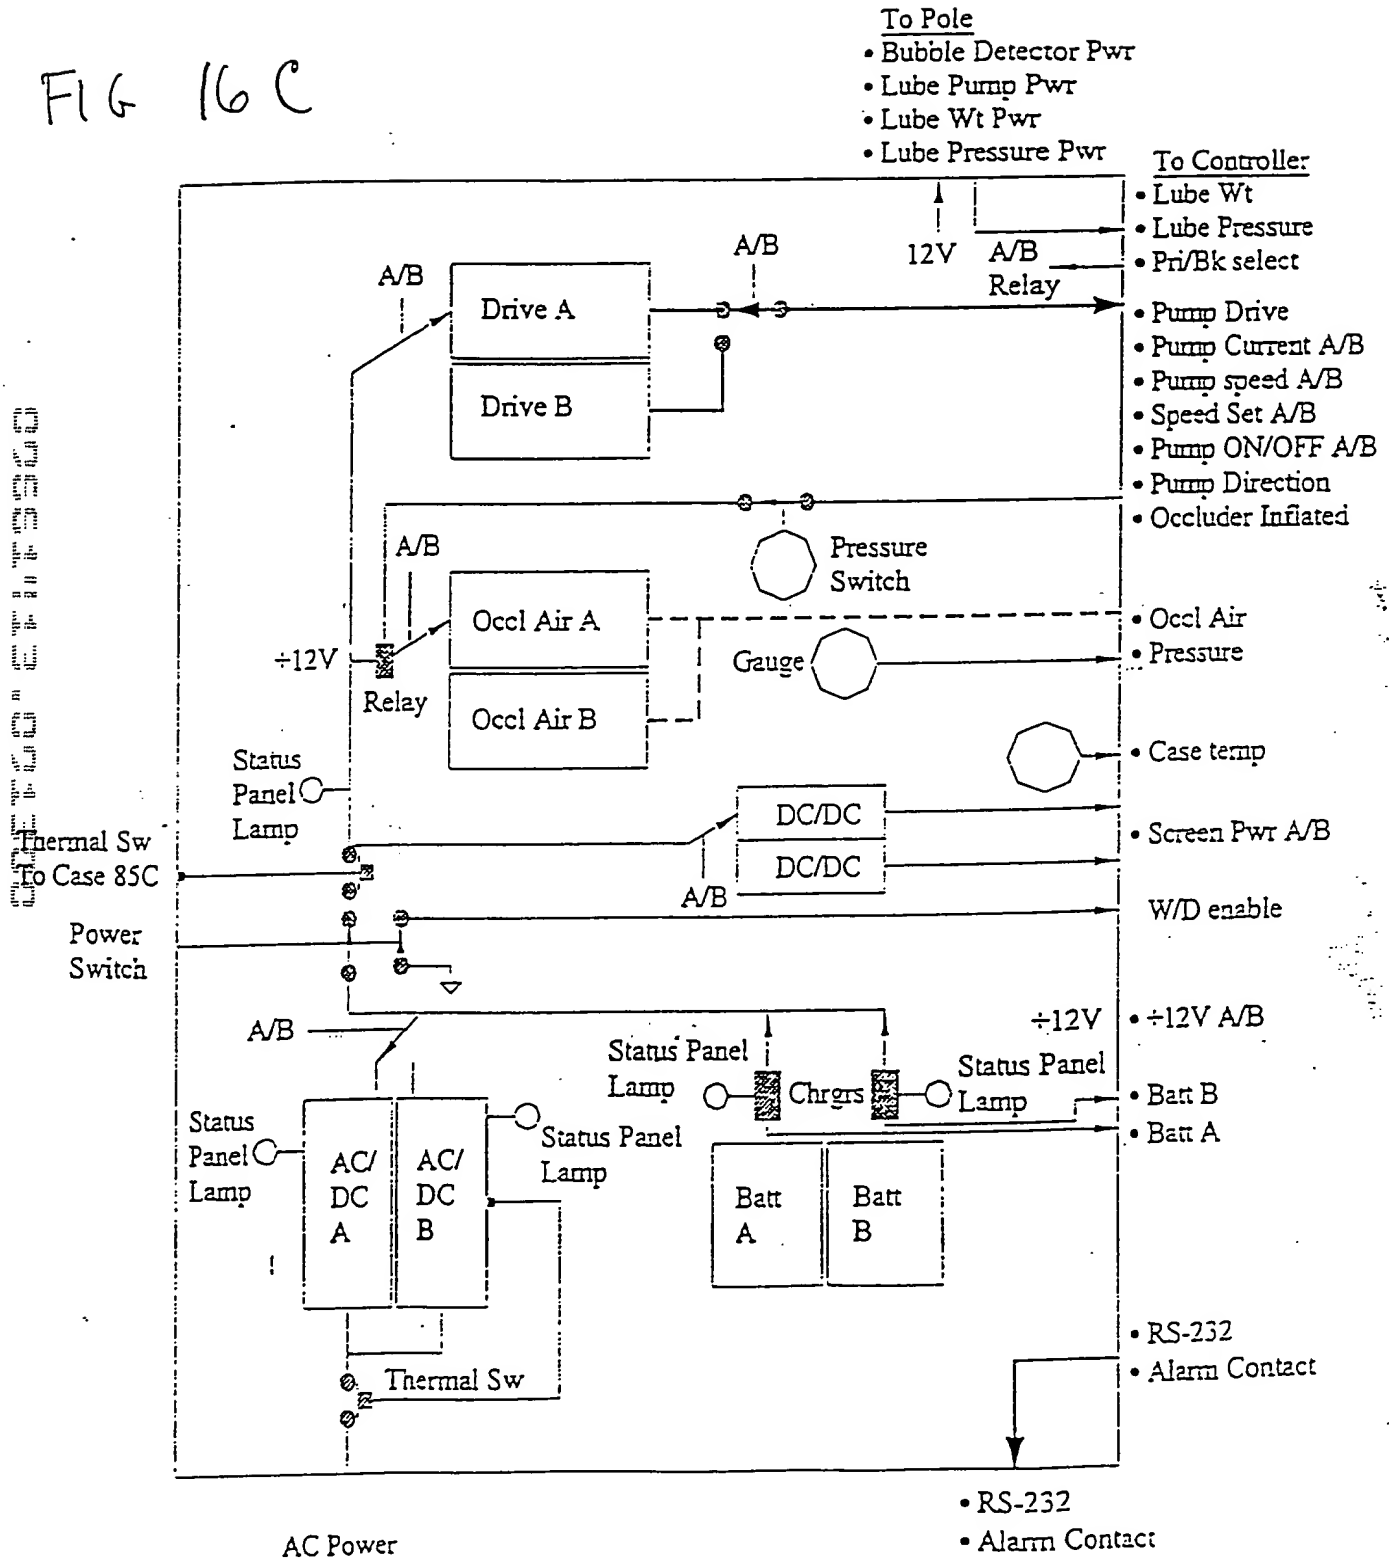 FIG 16C
To Pole
• Bubble Detector Pwr
• Lube Pump Pwr
• Lube Wt Pwr
• Lube Pressure Pwr
To Controller
• Lube Wt
• Lube Pressure
• Pri/Bk select
12V
A/B
Relay
A/B
A/B
Drive A
Drive B
• Pump Drive
• Pump Current A/B
• Pump speed A/B
• Speed Set A/B
• Pump ON/OFF A/B
• Pump Direction
• Occluder Inflated
A/B
Pressure
Switch
Occl Air A
Occl Air B
• Occl Air
• Pressure
Gauge
÷12V
Relay
Status
Panel
Lamp
• Case temp
DC/DC
DC/DC
• Screen Pwr A/B
Thermal Sw
To Case 85C
A/B
W/D enable
Power
Switch
A/B
÷12V
• ÷12V A/B
Status Panel
Lamp
Chrgrs
Status Panel
Lamp
• Batt B
• Batt A
Status
Panel
Lamp
AC/
DC
A
AC/
DC
B
Status Panel
Lamp
Batt
A
Batt
B
Thermal Sw
• RS-232
• Alarm Contact
• RS-232
• Alarm Contact
AC Power